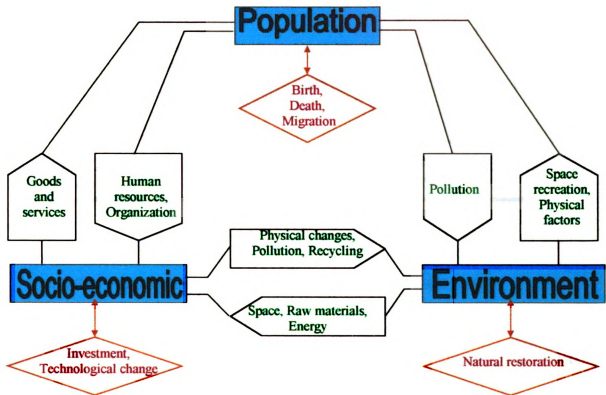 Population
Birth,
Death,
Migration
Goods
and
services
Human
resources,
Organization
Pollution
Space
recreation,
Physical
factors
Physical changes,
Pollution, Recycling
Socio-economic
Environment
Space, Raw materials,
Energy
Investment,
Technological change
Natural restoration